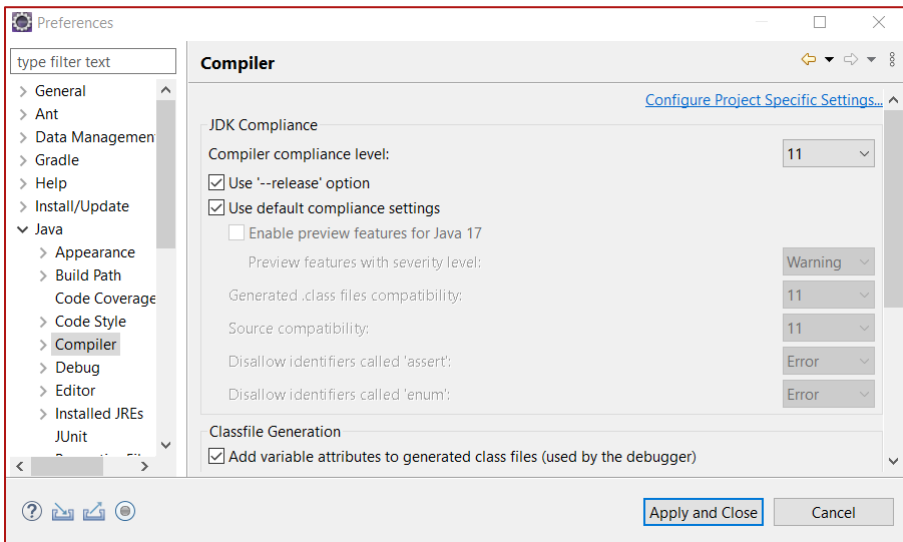 Preferences
type filter text
Compiler
General
Ant
Data Managemen
Gradle
Help
Install/Update
Java
Appearance
Build Path
Code Coverage
Code Style
Compiler
Debug
Editor
Installed JREs
JUnit
Configure Project Specific Settings...
JDK Compliance
Compiler compliance level: 11
Use '--release' option
Use default compliance settings
Enable preview features for Java 17
Preview features with severity level: Warning
Generated .class files compatibility: 11
Source compatibility: 11
Disallow identifiers called 'assert': Error
Disallow identifiers called 'enum': Error
Classfile Generation
Add variable attributes to generated class files (used by the debugger)
Apply and Close
Cancel